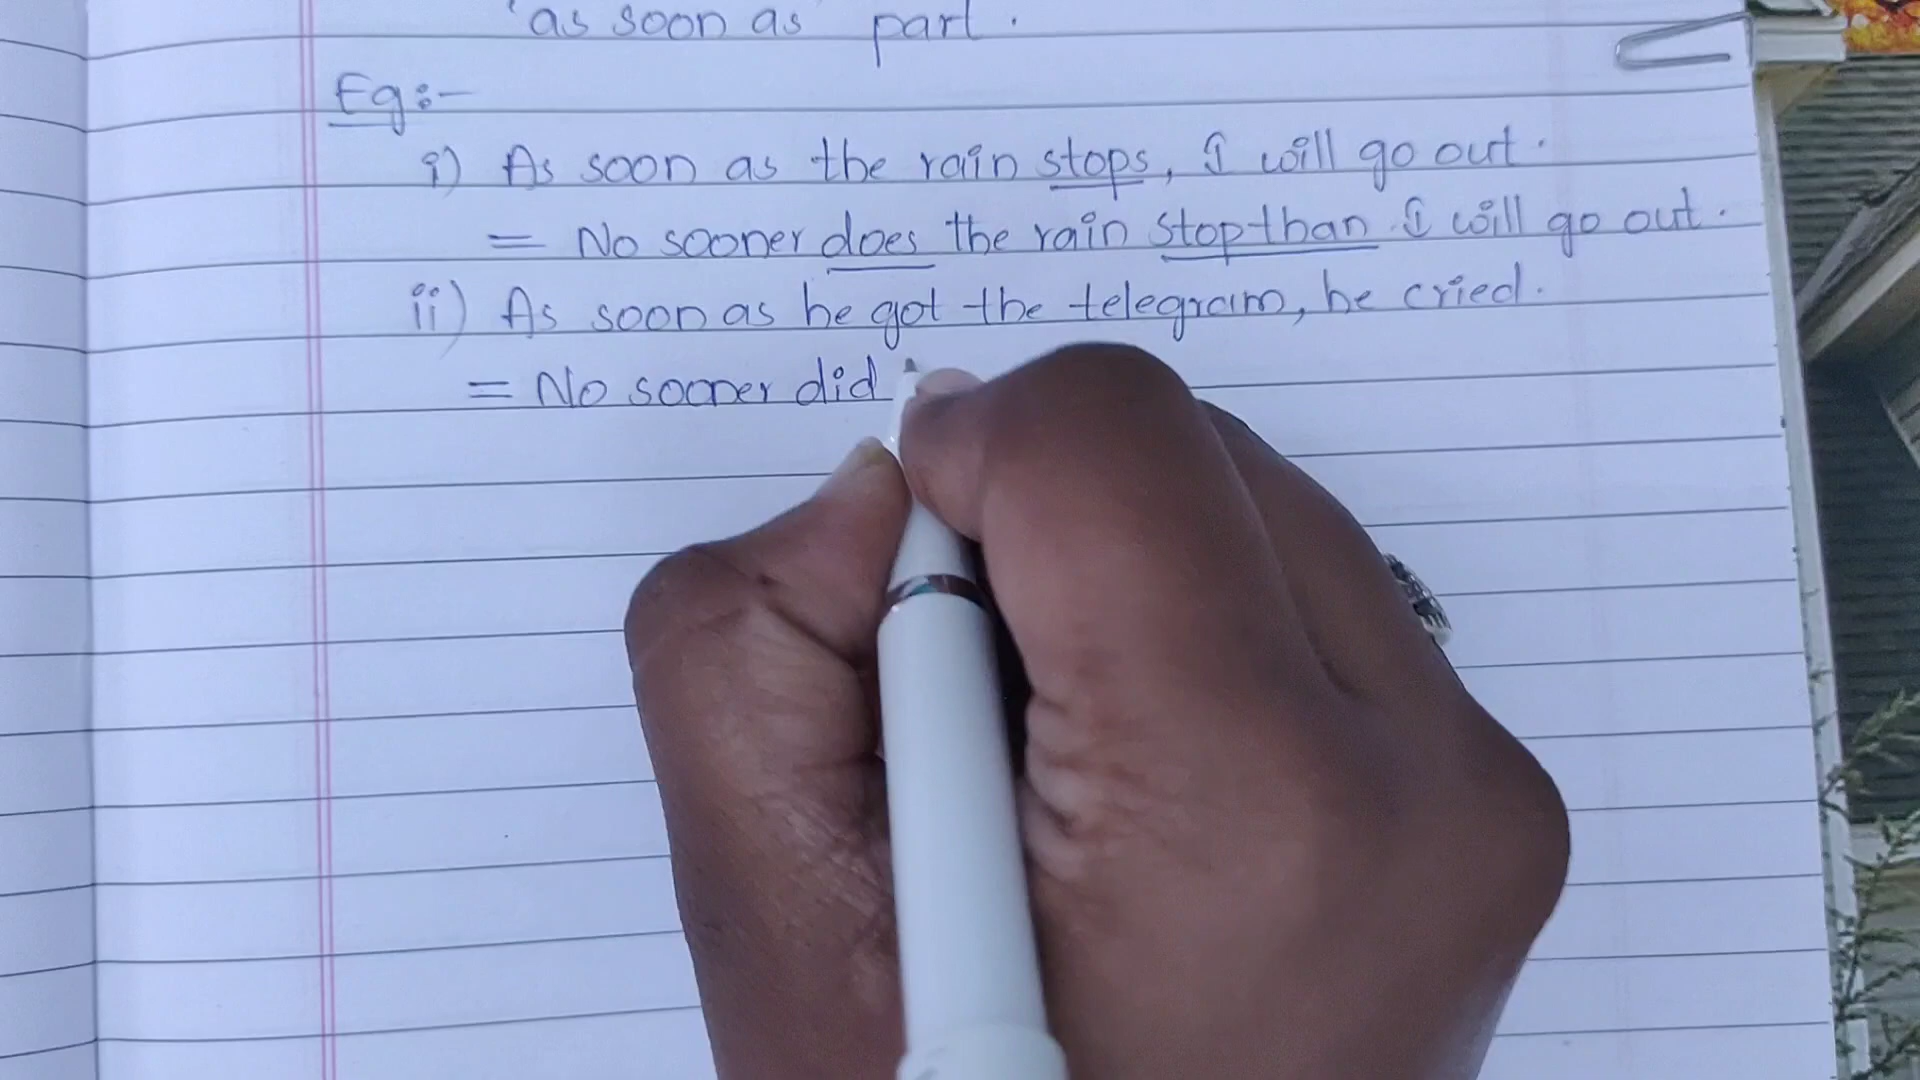 'as soon as' part.
Eg:-
i) As soon as the rain stops, I will go out.
= No sooner does the rain stop than I will go out.
ii) As soon as he got the telegram, he cried.
= No sooner did